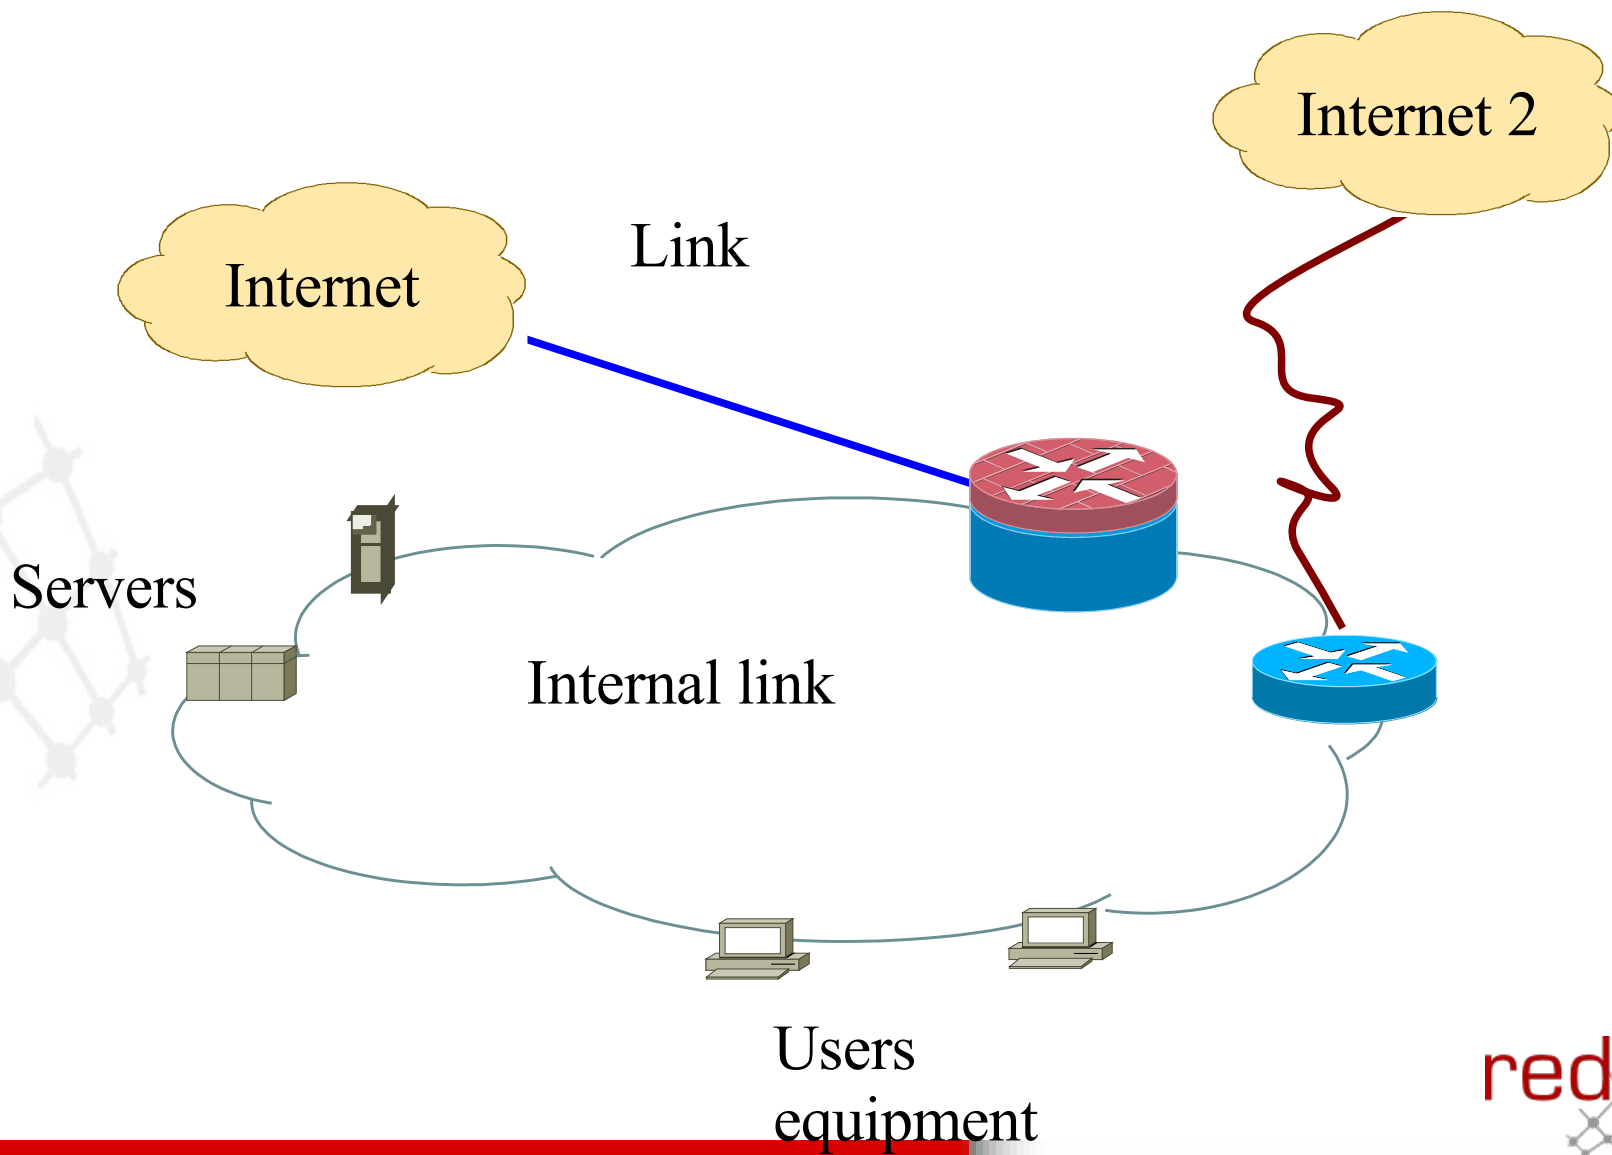 Internet 2
Link
Internet
Servers
Internal link
Users
equipment
red